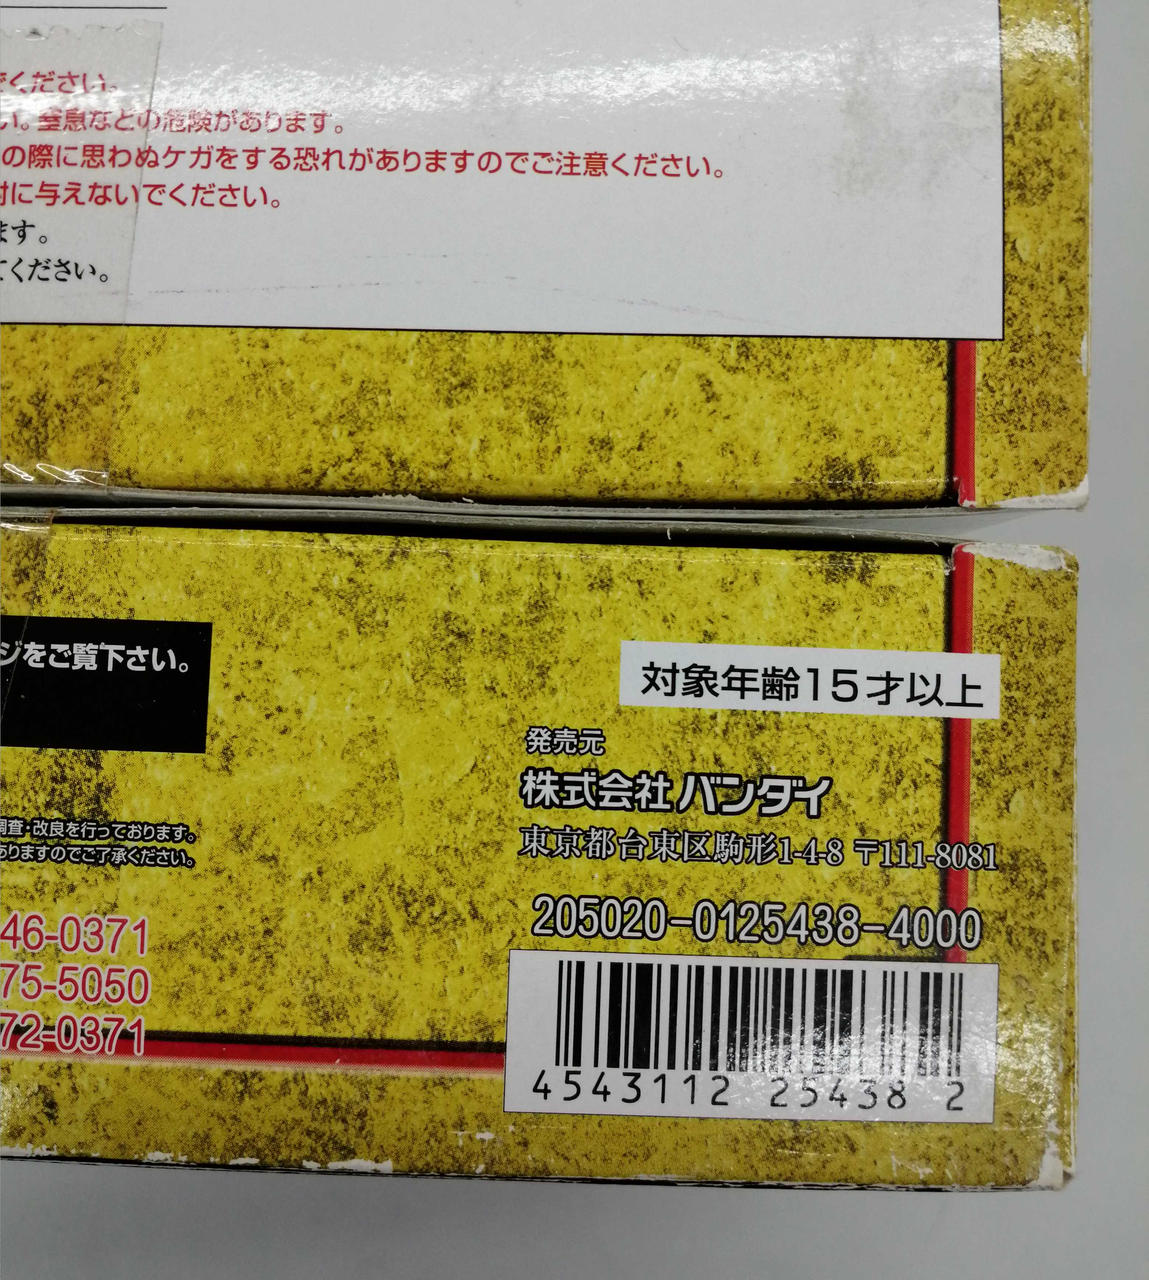 でください。
い。窒息などの危険があります。
の際に思わぬケガをする恐れがありますのでご注意ください。
対に与えないでください。
ます。
てください。
ジをご覧下さい。
対象年齢15才以上
発売元
株式会社バンダイ
東京都台東区駒形1-4-8 〒111-8081
調査・改良を行っております。
ありますのでご了承ください。
205020-0125438-4000
46-0371
75-5050
72-0371
4543112 254382